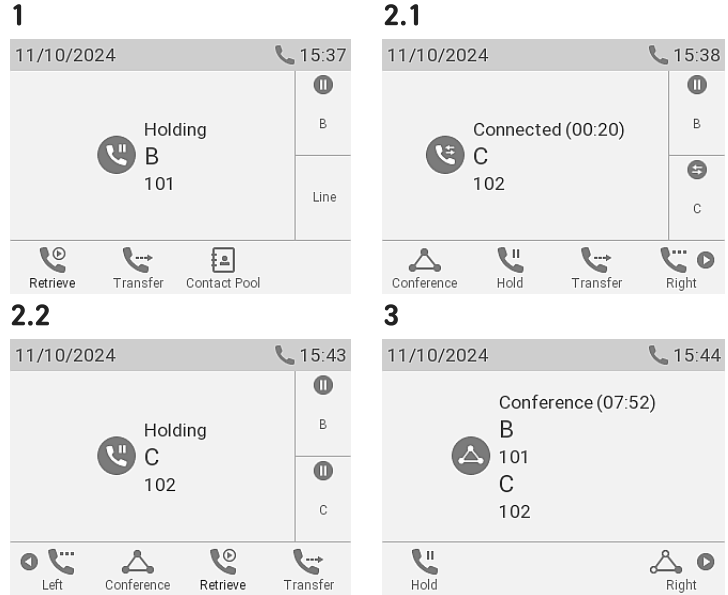 1
11/10/2024 15:37
Holding
B
101
B
Line
Retrieve Transfer Contact Pool
2.1
11/10/2024 15:38
Connected (00:20)
C
102
B
C
Conference Hold Transfer Right
2.2
11/10/2024 15:43
Holding
C
102
B
C
Left Conference Retrieve Transfer
3
11/10/2024 15:44
Conference (07:52)
B
101
C
102
Hold Right